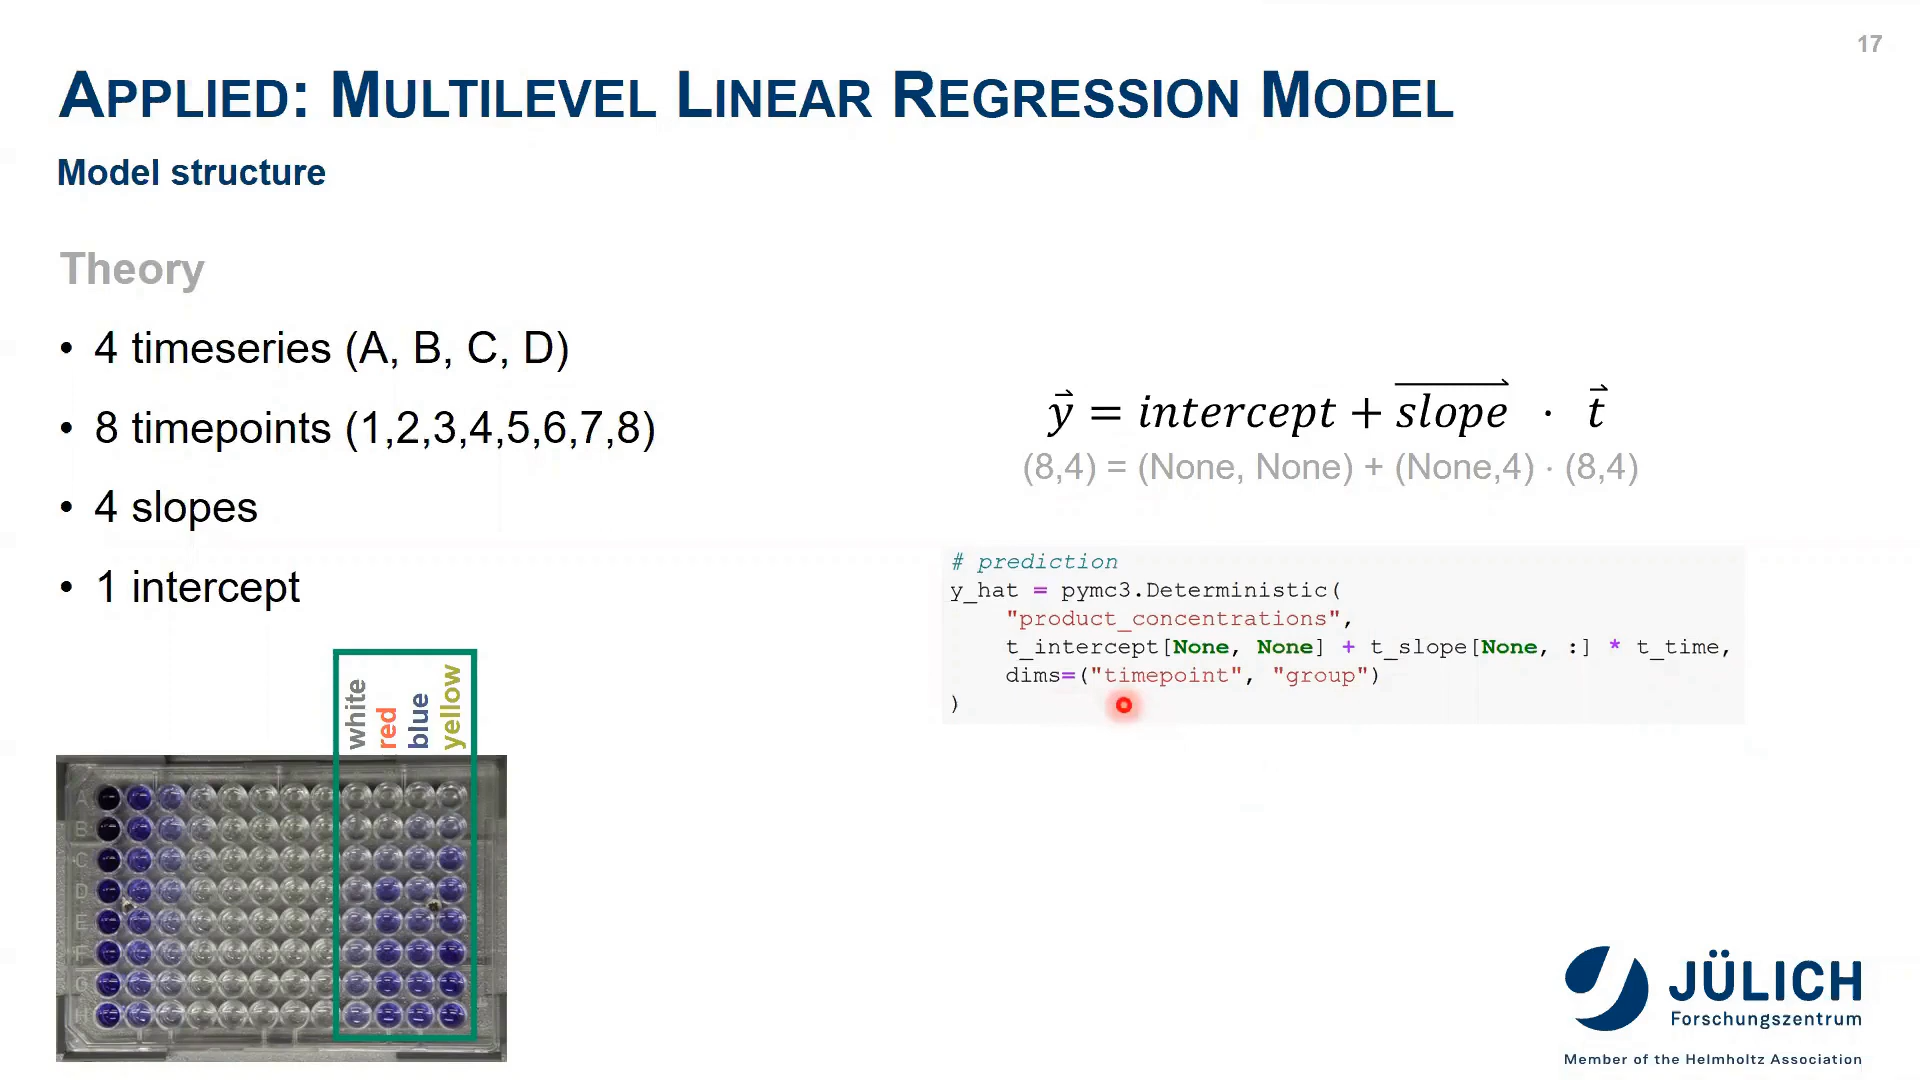 17
APPLIED: MULTILEVEL LINEAR REGRESSION MODEL
Model structure
Theory
• 4 timeseries (A, B, C, D)
• 8 timepoints (1,2,3,4,5,6,7,8)
• 4 slopes
• 1 intercept
white
red
blue
yellow
A
B
C
D
E
F
G
H
y⃗ = intercept + slope⃗ · t⃗
(8,4) = (None, None) + (None,4) · (8,4)
# prediction
y_hat = pymc3.Deterministic(
    "product_concentrations",
    t_intercept[None, None] + t_slope[None, :] * t_time,
    dims=("timepoint", "group")
)
JÜLICH
Forschungszentrum
Member of the Helmholtz Association